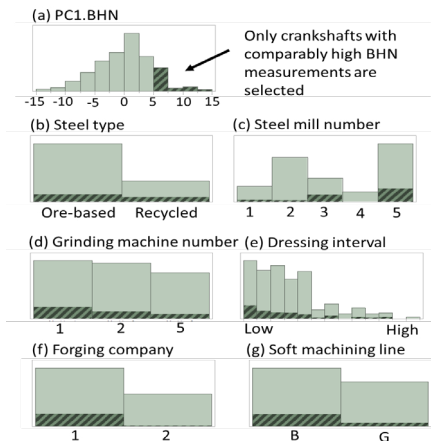 (a) PC1.BHN
Only crankshafts with
comparably high BHN
measurements are
selected
-15 -10 -5 0 5 10 15
(b) Steel type
(c) Steel mill number
Ore-based Recycled
1 2 3 4 5
(d) Grinding machine number
(e) Dressing interval
1 2 5
Low High
(f) Forging company
(g) Soft machining line
1 2
B G